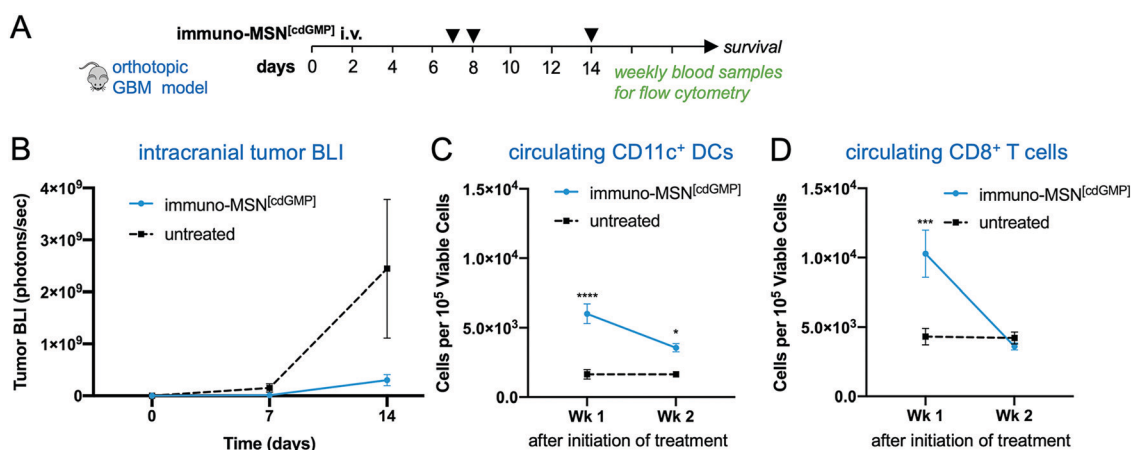 A
immuno-MSN[cdGMP] i.v.
survival
days 0 2 4 6 8 10 12 14
orthotopic
GBM model
weekly blood samples
for flow cytometry
B
intracranial tumor BLI
Tumor BLI (photons/sec)
4×10⁹
3×10⁹
2×10⁹
1×10⁹
0
immuno-MSN[cdGMP]
untreated
0 7 14
Time (days)
C
circulating CD11c⁺ DCs
Cells per 10⁵ Viable Cells
1.5×10⁴
1.0×10⁴
5.0×10³
0.0
immuno-MSN[cdGMP]
untreated
****
*
Wk 1 Wk 2
after initiation of treatment
D
circulating CD8⁺ T cells
Cells per 10⁵ Viable Cells
1.5×10⁴
1.0×10⁴
5.0×10³
0.0
immuno-MSN[cdGMP]
untreated
***
Wk 1 Wk 2
after initiation of treatment